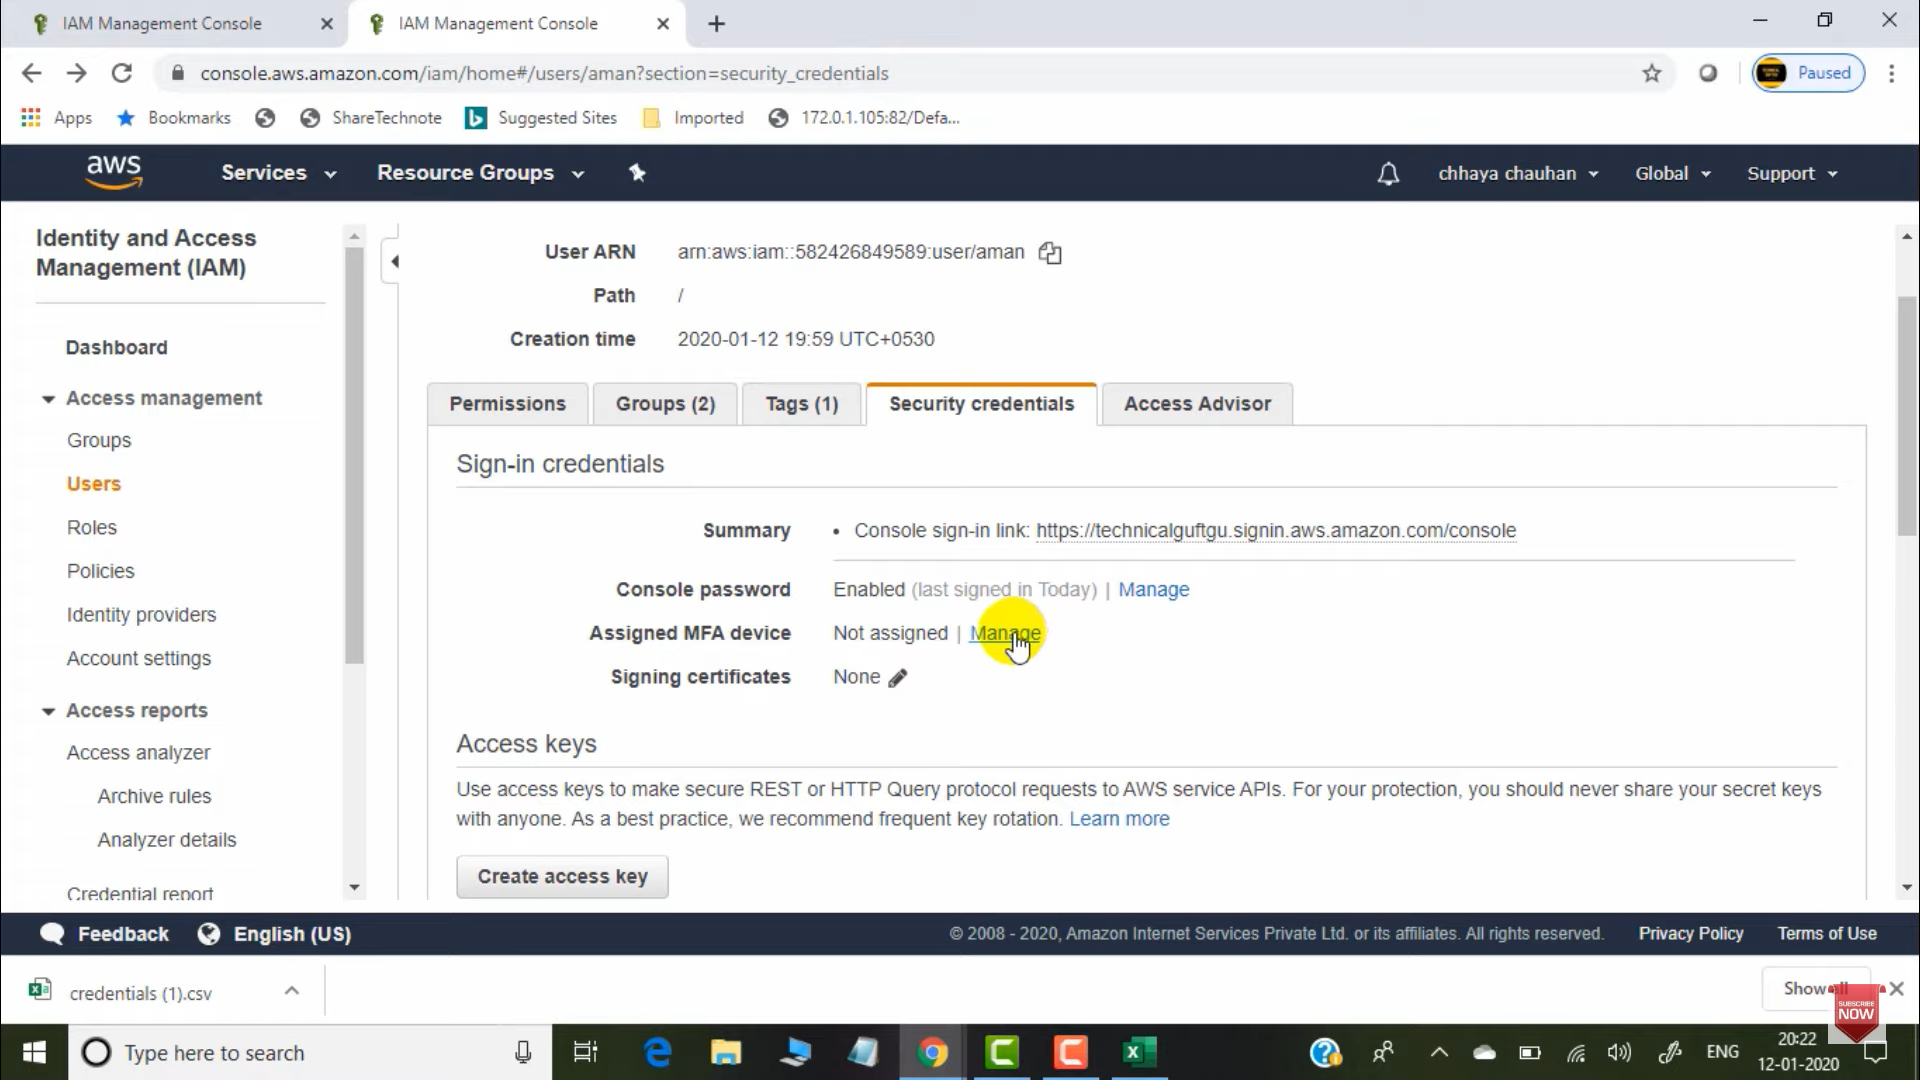 IAM Management Console
IAM Management Console
console.aws.amazon.com/iam/home#/users/aman?section=security_credentials
Paused
Apps
Bookmarks
ShareTechnote
Suggested Sites
Imported
172.0.1.105:82/Defa...
aws
Services
Resource Groups
chhaya chauhan
Global
Support
Identity and Access
Management (IAM)
Dashboard
Access management
Groups
Users
Roles
Policies
Identity providers
Account settings
Access reports
Access analyzer
Archive rules
Analyzer details
Credential report
User ARN arn:aws:iam::582426849589:user/aman
Path /
Creation time 2020-01-12 19:59 UTC+0530
Permissions
Groups (2)
Tags (1)
Security credentials
Access Advisor
Sign-in credentials
Summary • Console sign-in link: https://technicalguftgu.signin.aws.amazon.com/console
Console password Enabled (last signed in Today) | Manage
Assigned MFA device Not assigned | Manage
Signing certificates None
Access keys
Use access keys to make secure REST or HTTP Query protocol requests to AWS service APIs. For your protection, you should never share your secret keys
with anyone. As a best practice, we recommend frequent key rotation. Learn more
Create access key
Feedback
English (US)
© 2008 - 2020, Amazon Internet Services Private Ltd. or its affiliates. All rights reserved.
Privacy Policy
Terms of Use
credentials (1).csv
Show
SUBSCRIBE
NOW
Type here to search
ENG
20:22
12-01-2020